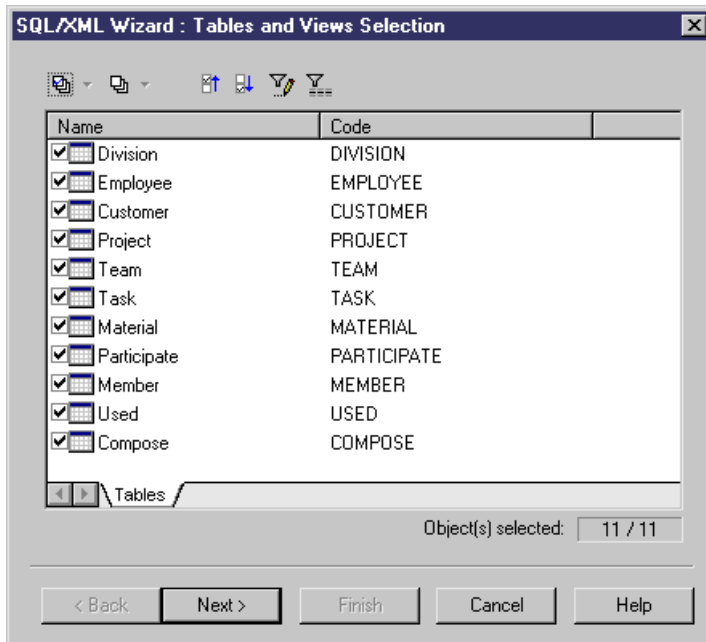 SQL/XML Wizard : Tables and Views Selection
Name Code
Division DIVISION
Employee EMPLOYEE
Customer CUSTOMER
Project PROJECT
Team TEAM
Task TASK
Material MATERIAL
Participate PARTICIPATE
Member MEMBER
Used USED
Compose COMPOSE
Tables
Object(s) selected: 11 / 11
< Back Next > Finish Cancel Help